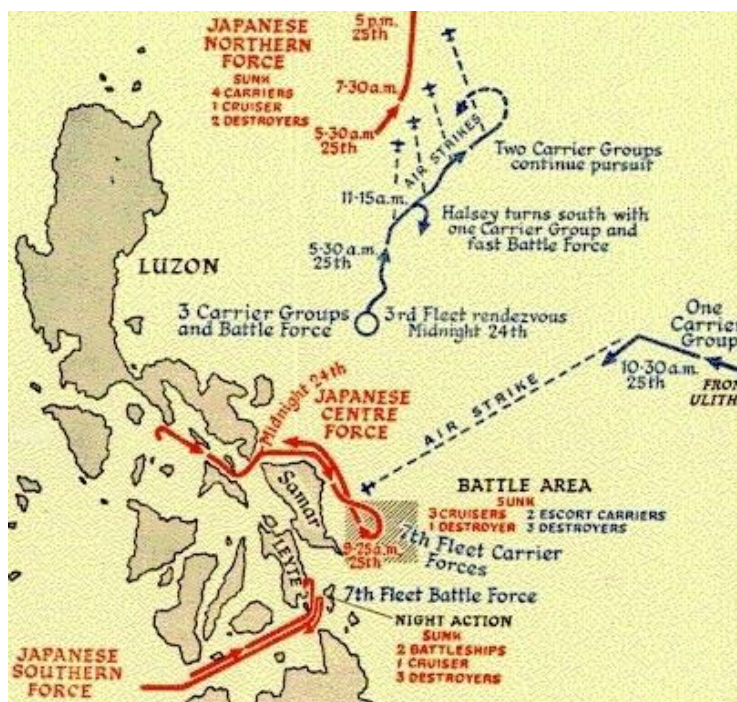 JAPANESE
NORTHERN
FORCE
SUNK
4 CARRIERS
1 CRUISER
2 DESTROYERS
5 p.m.
25th
7-30 a.m.
5-30 a.m.
25th
AIR STRIKES
Two Carrier Groups
continue pursuit
11-15 a.m.
Halsey turns south with
one Carrier Group and
fast Battle Force
5-30 a.m.
25th
LUZON
3 Carrier Groups
and Battle Force
3rd Fleet rendezvous
Midnight 24th
One
Carrier
Group
10-30 a.m.
25th
FROM
ULITH
AIR STRIKE
Midnight 24th
JAPANESE
CENTRE
FORCE
Samar
BATTLE AREA
SUNK
3 CRUISERS 2 ESCORT CARRIERS
1 DESTROYER 3 DESTROYERS
7th Fleet Carrier
Forces
9-25 a.m.
25th
LEYTE
7th Fleet Battle Force
NIGHT ACTION
SUNK
2 BATTLESHIPS
1 CRUISER
3 DESTROYERS
JAPANESE
SOUTHERN
FORCE